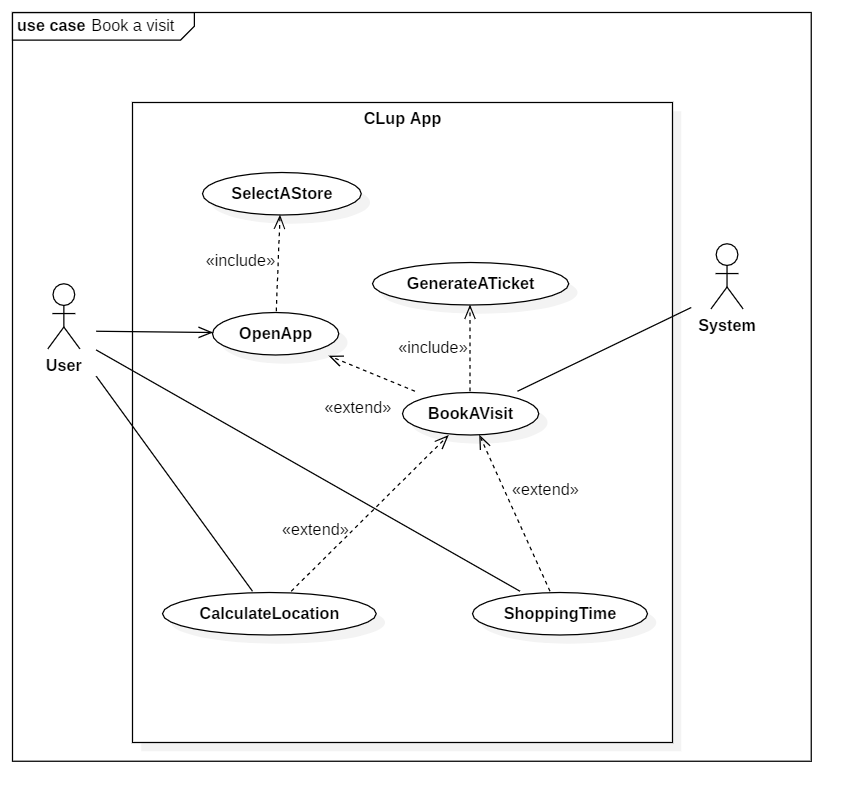 use case Book a visit
CLup App
SelectAStore
«include»
GenerateATicket
OpenApp
System
«include»
User
«extend»
BookAVisit
«extend»
«extend»
CalculateLocation
ShoppingTime